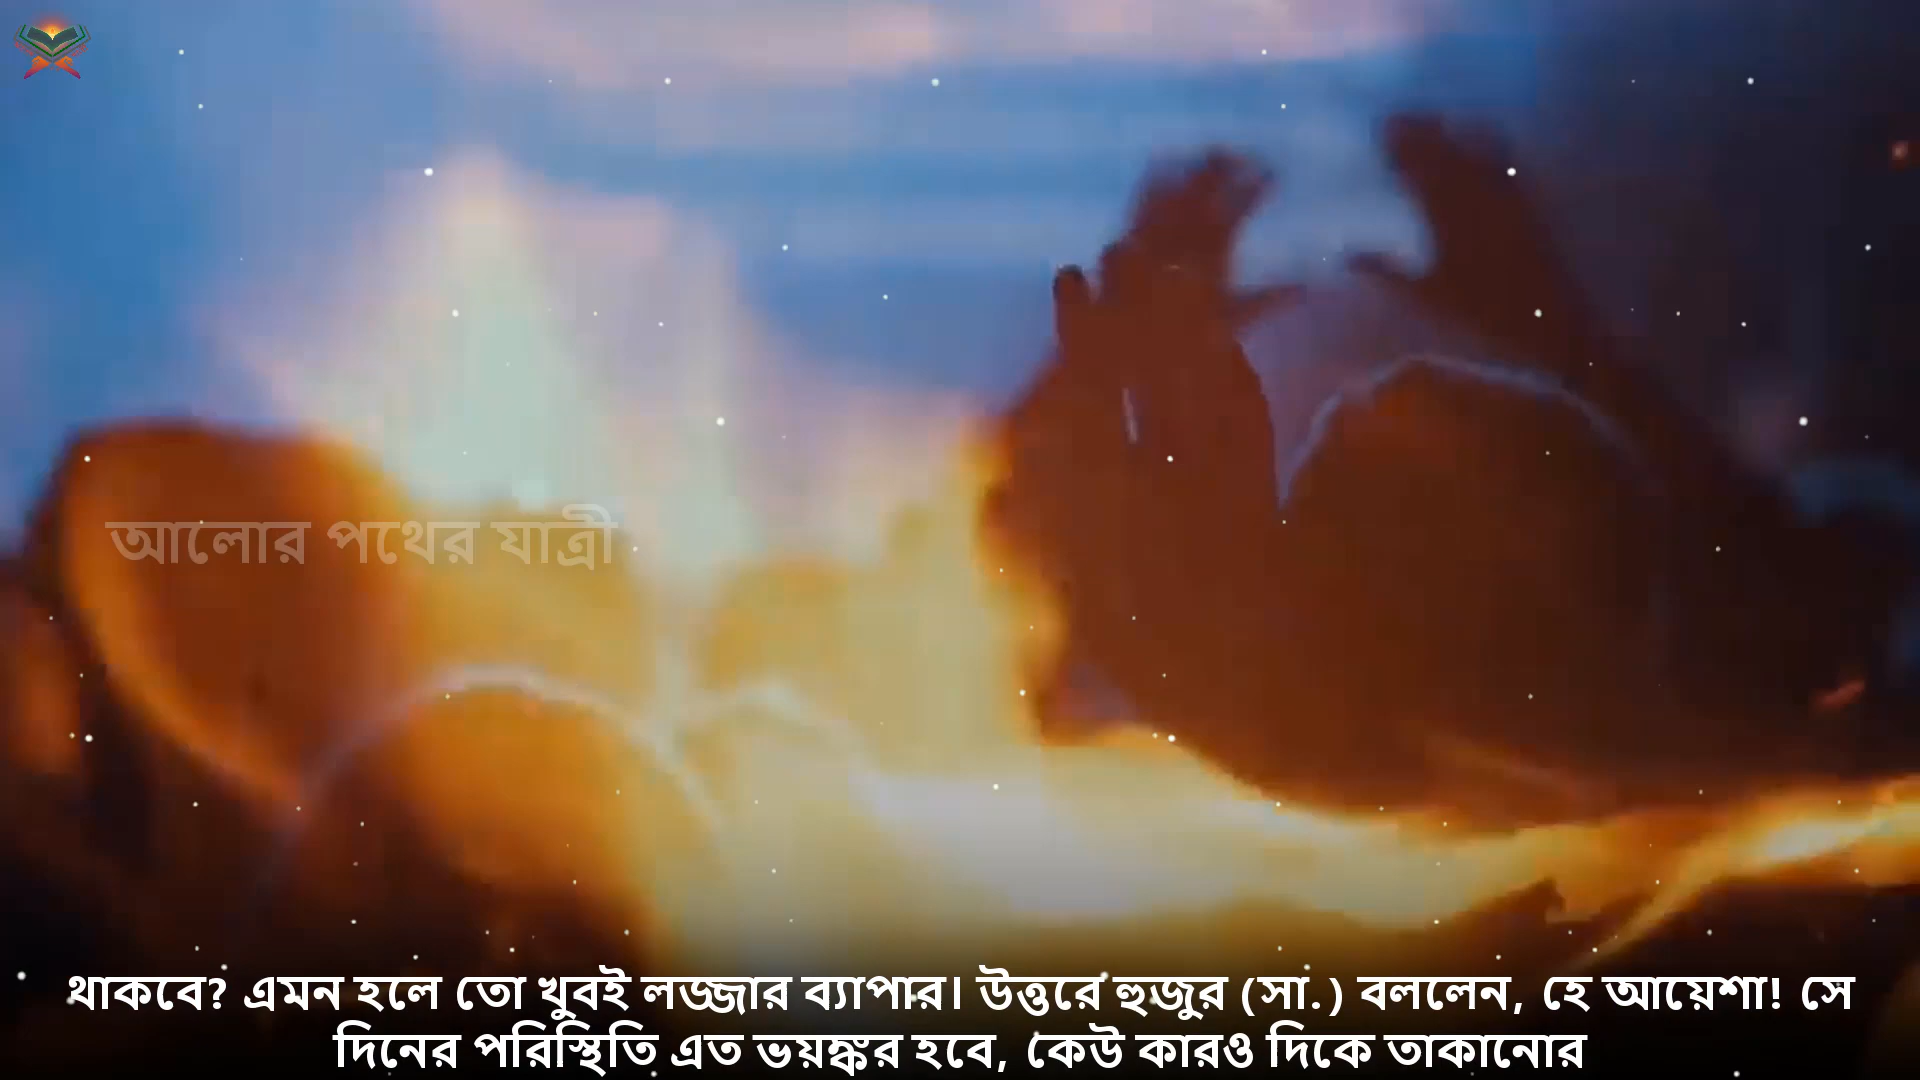 আলোর পথের যাত্রী
থাকবে? এমন হলে তো খুবই লজ্জার ব্যাপার। উত্তরে হুজুর (সা.) বললেন, হে আয়েশা! সে
দিনের পরিস্থিতি এত ভয়ঙ্কর হবে, কেউ কারও দিকে তাকানোর